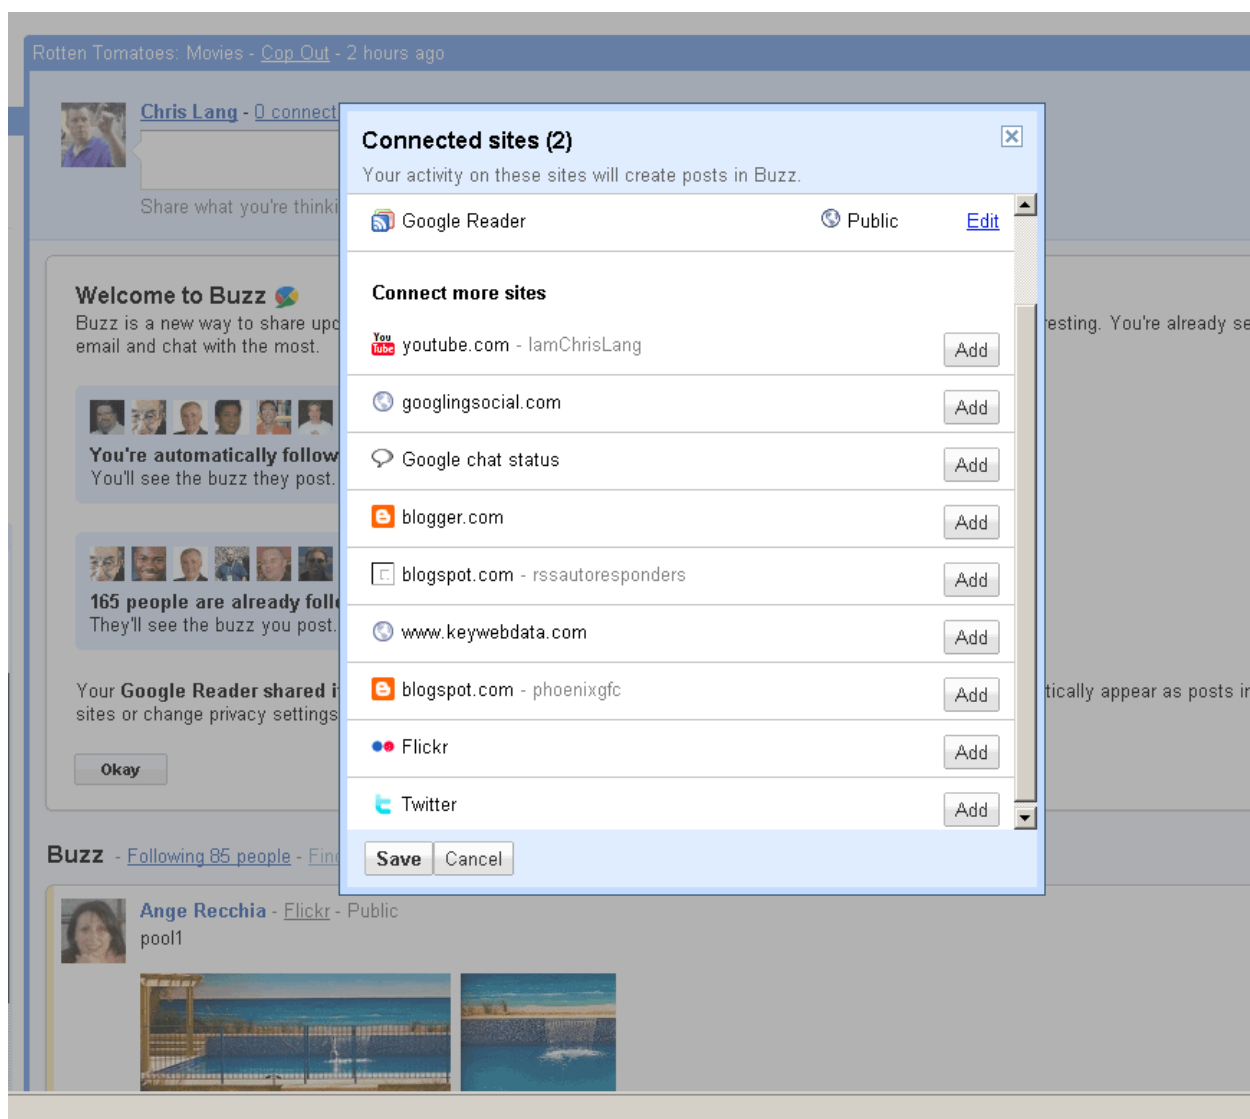 Rotten Tomatoes: Movies - Cop Out - 2 hours ago
Chris Lang - 0 connect
Share what you're thinki
Connected sites (2)
Your activity on these sites will create posts in Buzz.
Google Reader Public Edit
Connect more sites
You Tube youtube.com - IamChrisLang Add
googlingsocial.com Add
Google chat status Add
blogger.com Add
blogspot.com - rssautoresponders Add
www.keywebdata.com Add
blogspot.com - phoenixgfc Add
Flickr Add
Twitter Add
Save Cancel
Welcome to Buzz
Buzz is a new way to share upd
esting. You're already se
email and chat with the most.
You're automatically follow
You'll see the buzz they post.
165 people are already foll
They'll see the buzz you post.
Your Google Reader shared i
tically appear as posts in
sites or change privacy settings
Okay
Buzz - Following 85 people - Find
Ange Recchia - Flickr - Public
pool1